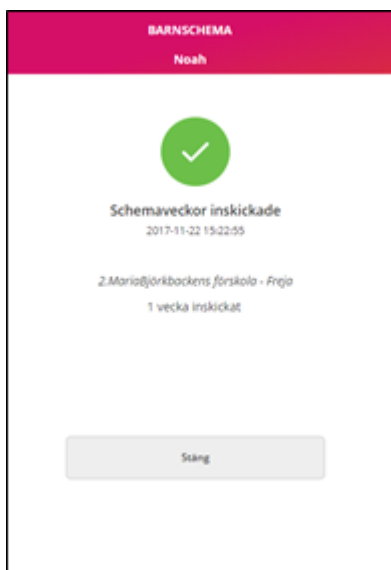 BARNSCHEMA
Noah
Schemaveckor inskickade
2017-11-22 15:22:55
2.MariaBjörkbackens förskola - Freja
1 vecka inskickat
Stäng